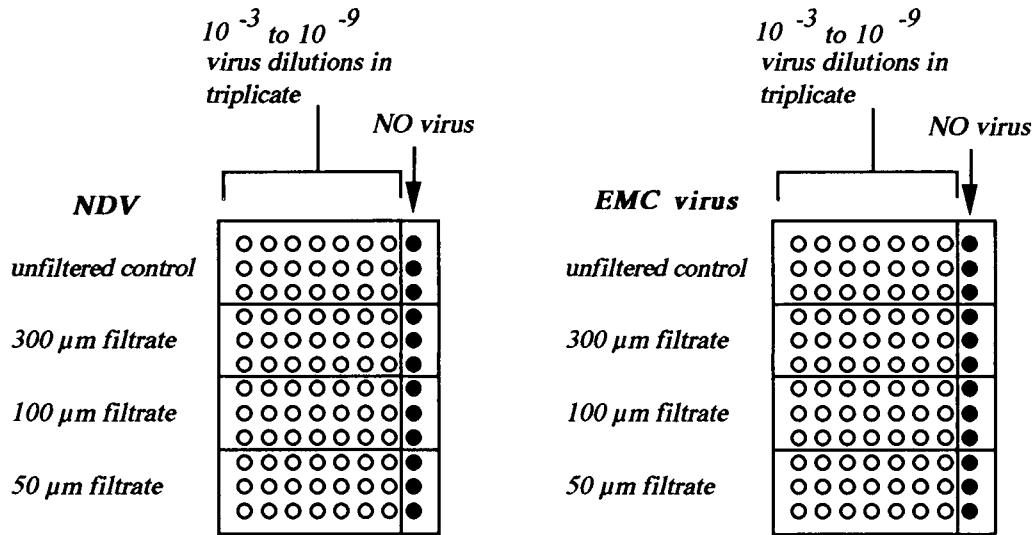 10 -3 to 10 -9
virus dilutions in
triplicate
NO virus
NDV
unfiltered control
300 µm filtrate
100 µm filtrate
50 µm filtrate
10 -3 to 10 -9
virus dilutions in
triplicate
NO virus
EMC virus
unfiltered control
300 µm filtrate
100 µm filtrate
50 µm filtrate